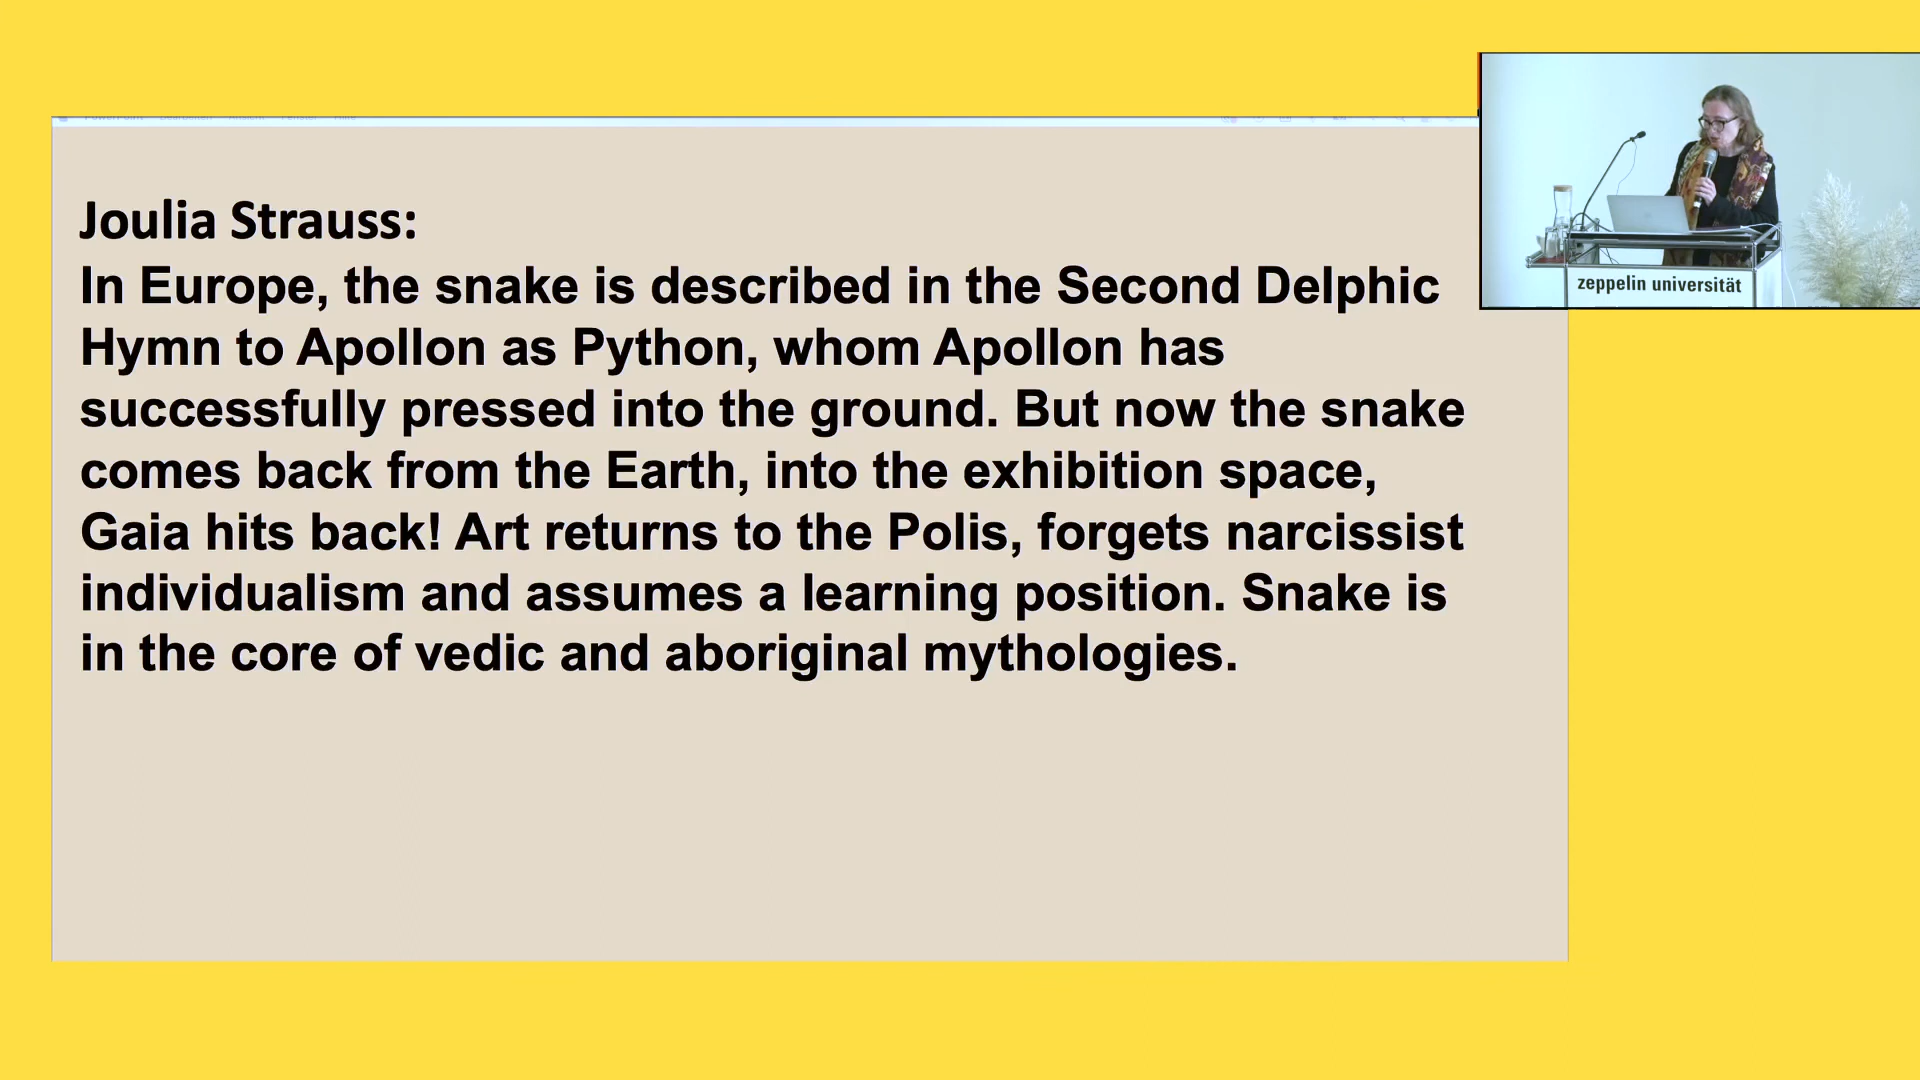 Joulia Strauss:
In Europe, the snake is described in the Second Delphic
Hymn to Apollon as Python, whom Apollon has
successfully pressed into the ground. But now the snake
comes back from the Earth, into the exhibition space,
Gaia hits back! Art returns to the Polis, forgets narcissist
individualism and assumes a learning position. Snake is
in the core of vedic and aboriginal mythologies.
zeppelin universität